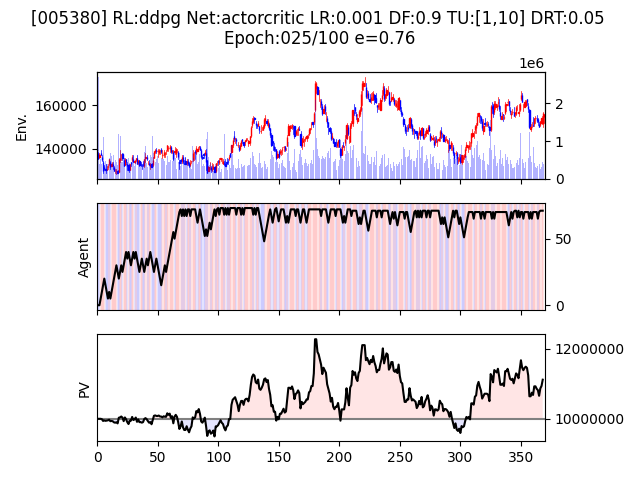 [005380] RL:ddpg Net:actorcritic LR:0.001 DF:0.9 TU:[1,10] DRT:0.05
Epoch:025/100 e=0.76
1e6
Env.
160000
140000
2
1
0
Agent
50
0
PV
12000000
10000000
0 50 100 150 200 250 300 350